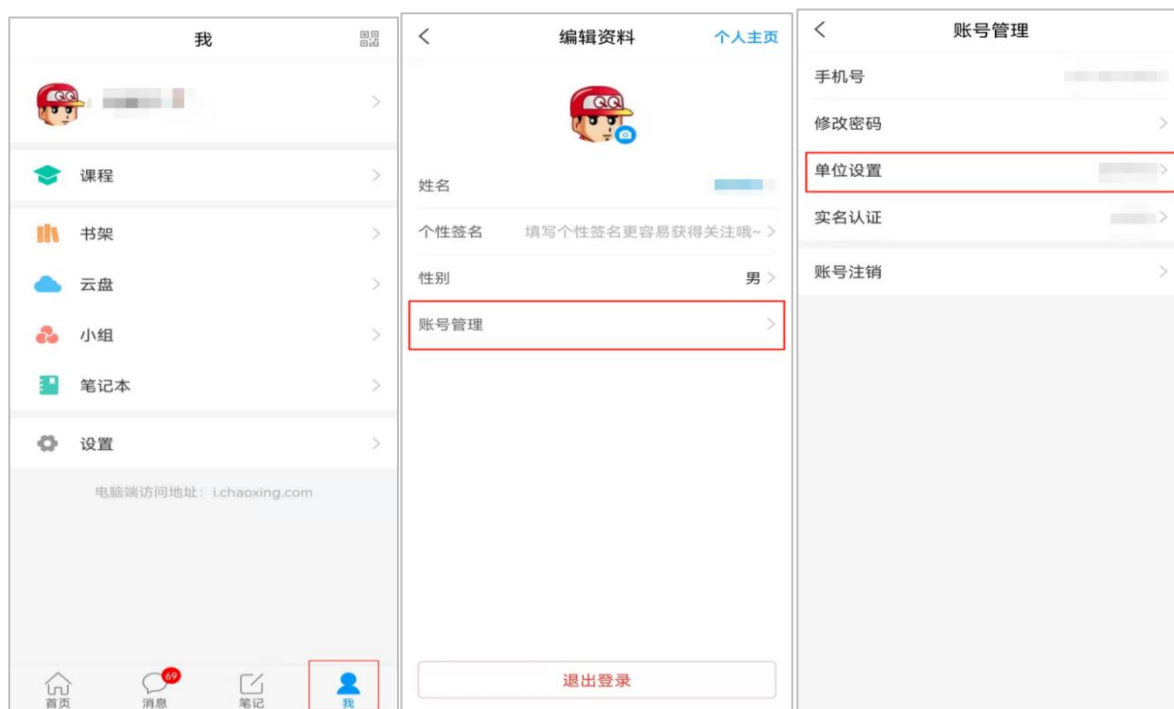 我
课程
书架
云盘
小组
笔记本
设置
电脑端访问地址：i.chaoxing.com
首页
消息
69
笔记
我
编辑资料
个人主页
姓名
个性签名 填写个性签名更容易获得关注哦~
性别 男
账号管理
退出登录
账号管理
手机号
修改密码
单位设置
实名认证
账号注销